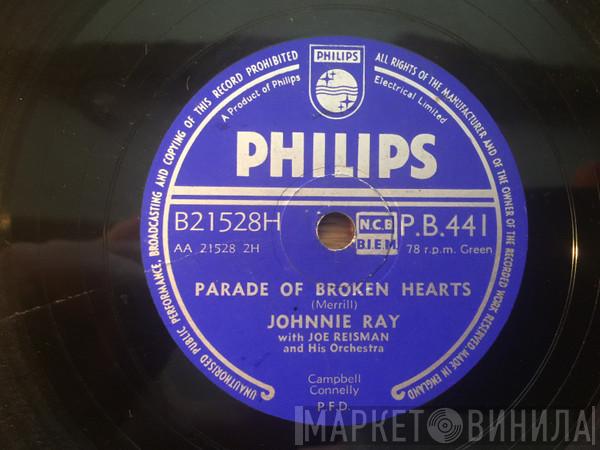 PHILIPS
UNAUTHORISED PUBLIC PERFORMANCE, BROADCASTING AND COPYING OF THIS RECORD PROHIBITED
ALL RIGHTS OF THE MANUFACTURER AND OF THE OWNER OF THE RECORDED WORK RESERVED MADE IN ENGLAND
A Product of Philips
Electrical Limited
PHILIPS
B21528H
N.C.B
B.I.E.M
P.B.441
AA 21528 2H
78 r.p.m. Green
PARADE OF BROKEN HEARTS
(Merrill)
JOHNNIE RAY
with JOE REISMAN
and His Orchestra
Campbell
Connelly
P.F.D.
МАРКЕТ ВИНИЛА